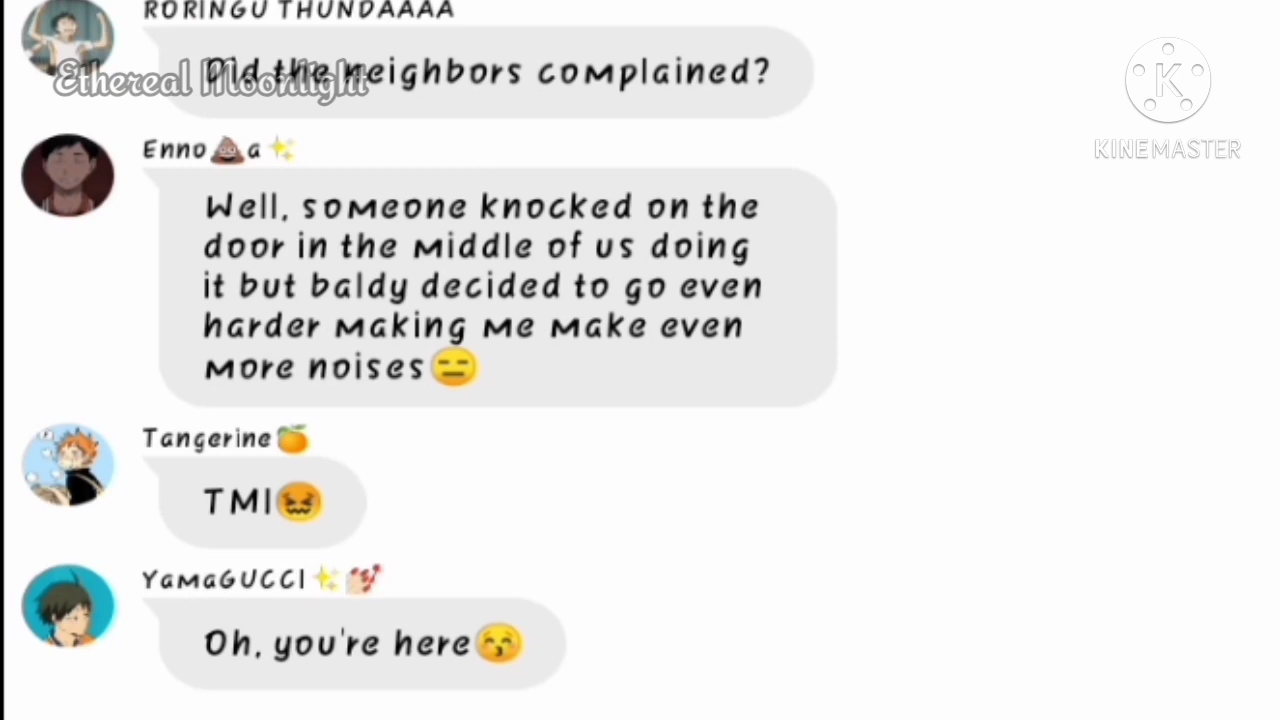 RORINGU THUNDAAAA
Did the neighbors complained?
Ethereal Moonlight
KINEMASTER
Enno💩a✨
Well, someone knocked on the
door in the middle of us doing
it but baldy decided to go even
harder making me make even
more noises😑
Tangerine🍊
TMI😖
YamaGUCCI✨💅🏻
Oh, you're here😚